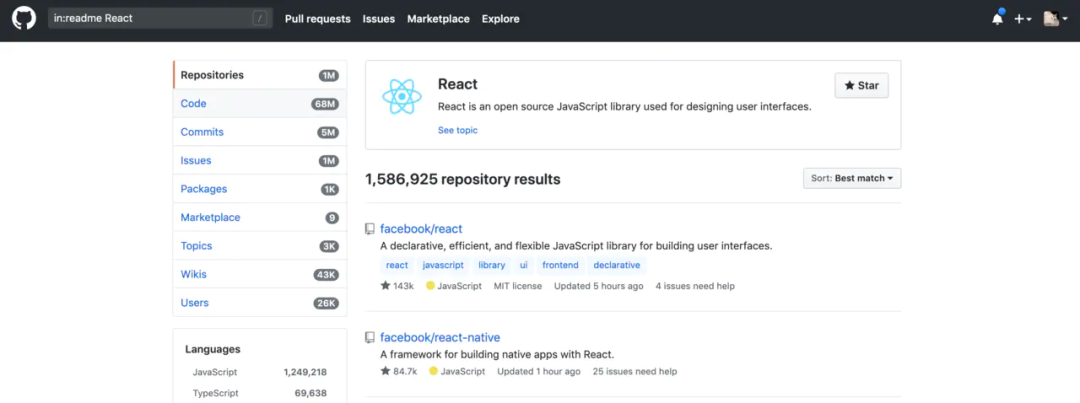 in:readme React /
Pull requests Issues Marketplace Explore
Repositories 1M
Code 68M
Commits 5M
Issues 1M
Packages 1K
Marketplace 9
Topics 3K
Wikis 43K
Users 26K
Languages
JavaScript 1,249,218
TypeScript 69,638
React
Star
React is an open source JavaScript library used for designing user interfaces.
See topic
1,586,925 repository results
Sort: Best match
facebook/react
A declarative, efficient, and flexible JavaScript library for building user interfaces.
react javascript library ui frontend declarative
143k JavaScript MIT license Updated 5 hours ago 4 issues need help
facebook/react-native
A framework for building native apps with React.
84.7k JavaScript Updated 1 hour ago 25 issues need help